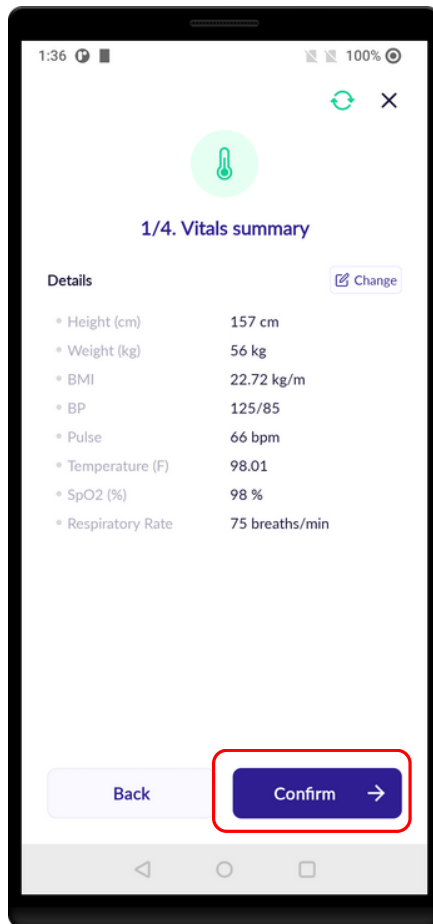 1:36 100%
1/4. Vitals summary
Details Change
Height (cm) 157 cm
Weight (kg) 56 kg
BMI 22.72 kg/m
BP 125/85
Pulse 66 bpm
Temperature (F) 98.01
SpO2 (%) 98 %
Respiratory Rate 75 breaths/min
Back Confirm